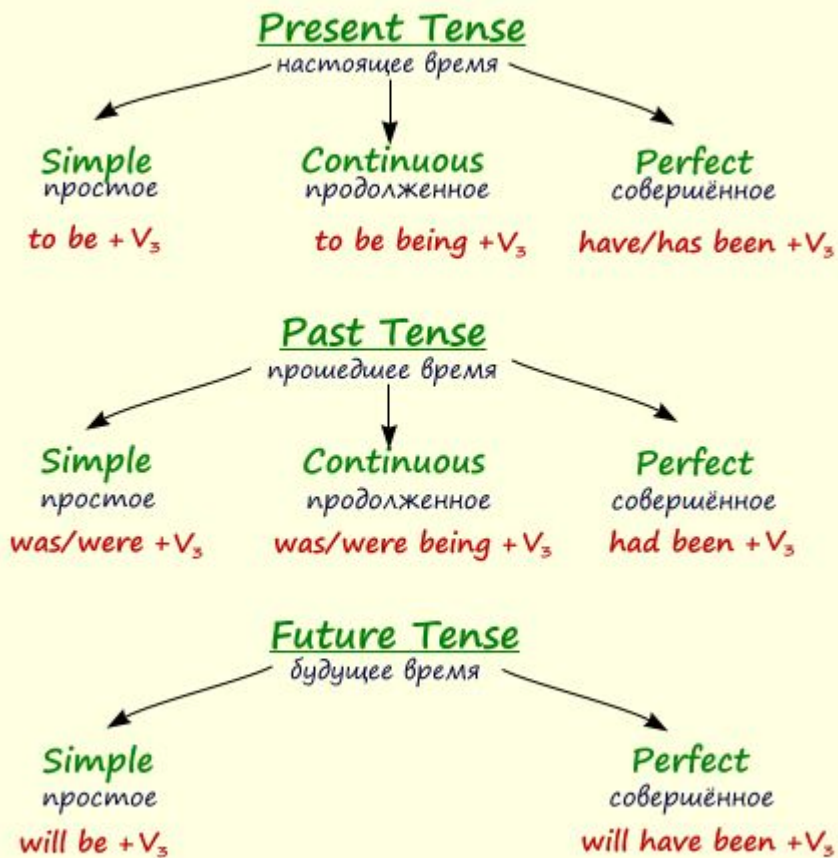 Present Tense
настоящее время
Simple Continuous Perfect
простое продолженное совершённое
to be + V₃ to be being + V₃ have/has been + V₃
Past Tense
прошедшее время
Simple Continuous Perfect
простое продолженное совершённое
was/were + V₃ was/were being + V₃ had been + V₃
Future Tense
будущее время
Simple Perfect
простое совершённое
will be + V₃ will have been + V₃